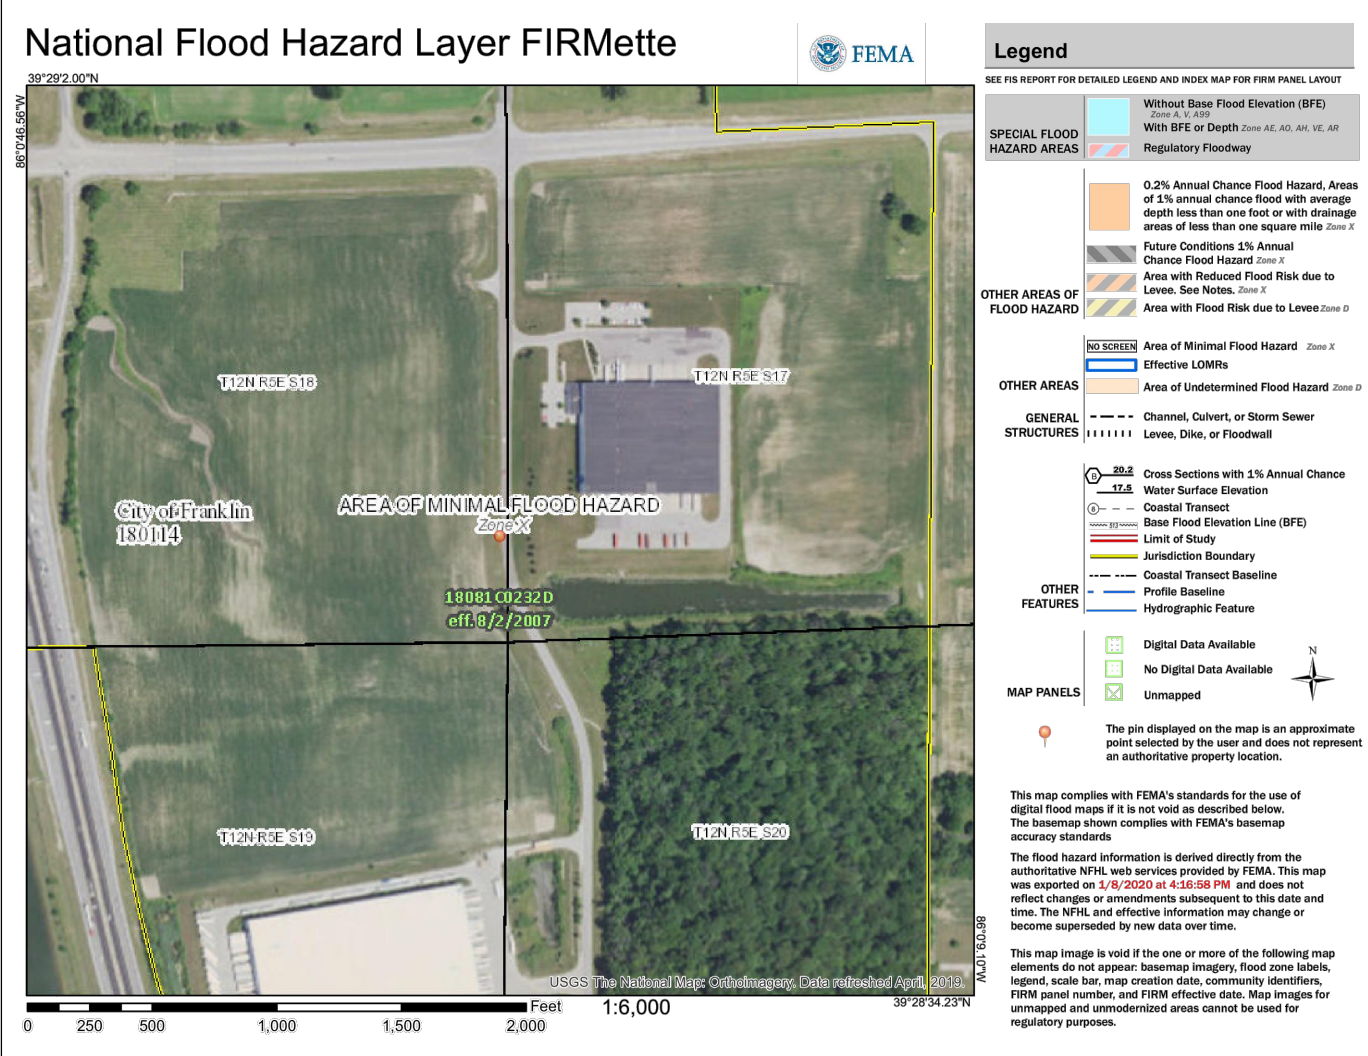 National Flood Hazard Layer FIRMette
FEMA
39°29'2.00"N
86°0'46.56"W
T12N R5E S18
T12N R5E S17
City of Franklin
180114
AREA OF MINIMAL FLOOD HAZARD
Zone X
18081C0232D
eff. 8/2/2007
T12N R5E S19
T12N R5E S20
USGS The National Map: Orthoimagery. Data refreshed April, 2019.
86°0'9.10"W
39°28'34.23"N
0 250 500 1,000 1,500 2,000
Feet
1:6,000
Legend
SEE FIS REPORT FOR DETAILED LEGEND AND INDEX MAP FOR FIRM PANEL LAYOUT
SPECIAL FLOOD
HAZARD AREAS
Without Base Flood Elevation (BFE)
Zone A, V, A99
With BFE or Depth Zone AE, AO, AH, VE, AR
Regulatory Floodway
OTHER AREAS OF
FLOOD HAZARD
0.2% Annual Chance Flood Hazard, Areas
of 1% annual chance flood with average
depth less than one foot or with drainage
areas of less than one square mile Zone X
Future Conditions 1% Annual
Chance Flood Hazard Zone X
Area with Reduced Flood Risk due to
Levee. See Notes. Zone X
Area with Flood Risk due to Levee Zone D
OTHER AREAS
NO SCREEN Area of Minimal Flood Hazard Zone X
Effective LOMRs
Area of Undetermined Flood Hazard Zone D
GENERAL
STRUCTURES
Channel, Culvert, or Storm Sewer
Levee, Dike, or Floodwall
OTHER
FEATURES
B 20.2 Cross Sections with 1% Annual Chance
17.5 Water Surface Elevation
8 Coastal Transect
513 Base Flood Elevation Line (BFE)
Limit of Study
Jurisdiction Boundary
Coastal Transect Baseline
Profile Baseline
Hydrographic Feature
MAP PANELS
Digital Data Available
No Digital Data Available
Unmapped
N
The pin displayed on the map is an approximate
point selected by the user and does not represent
an authoritative property location.
This map complies with FEMA's standards for the use of
digital flood maps if it is not void as described below.
The basemap shown complies with FEMA's basemap
accuracy standards
The flood hazard information is derived directly from the
authoritative NFHL web services provided by FEMA. This map
was exported on 1/8/2020 at 4:16:58 PM and does not
reflect changes or amendments subsequent to this date and
time. The NFHL and effective information may change or
become superseded by new data over time.
This map image is void if the one or more of the following map
elements do not appear: basemap imagery, flood zone labels,
legend, scale bar, map creation date, community identifiers,
FIRM panel number, and FIRM effective date. Map images for
unmapped and unmodernized areas cannot be used for
regulatory purposes.